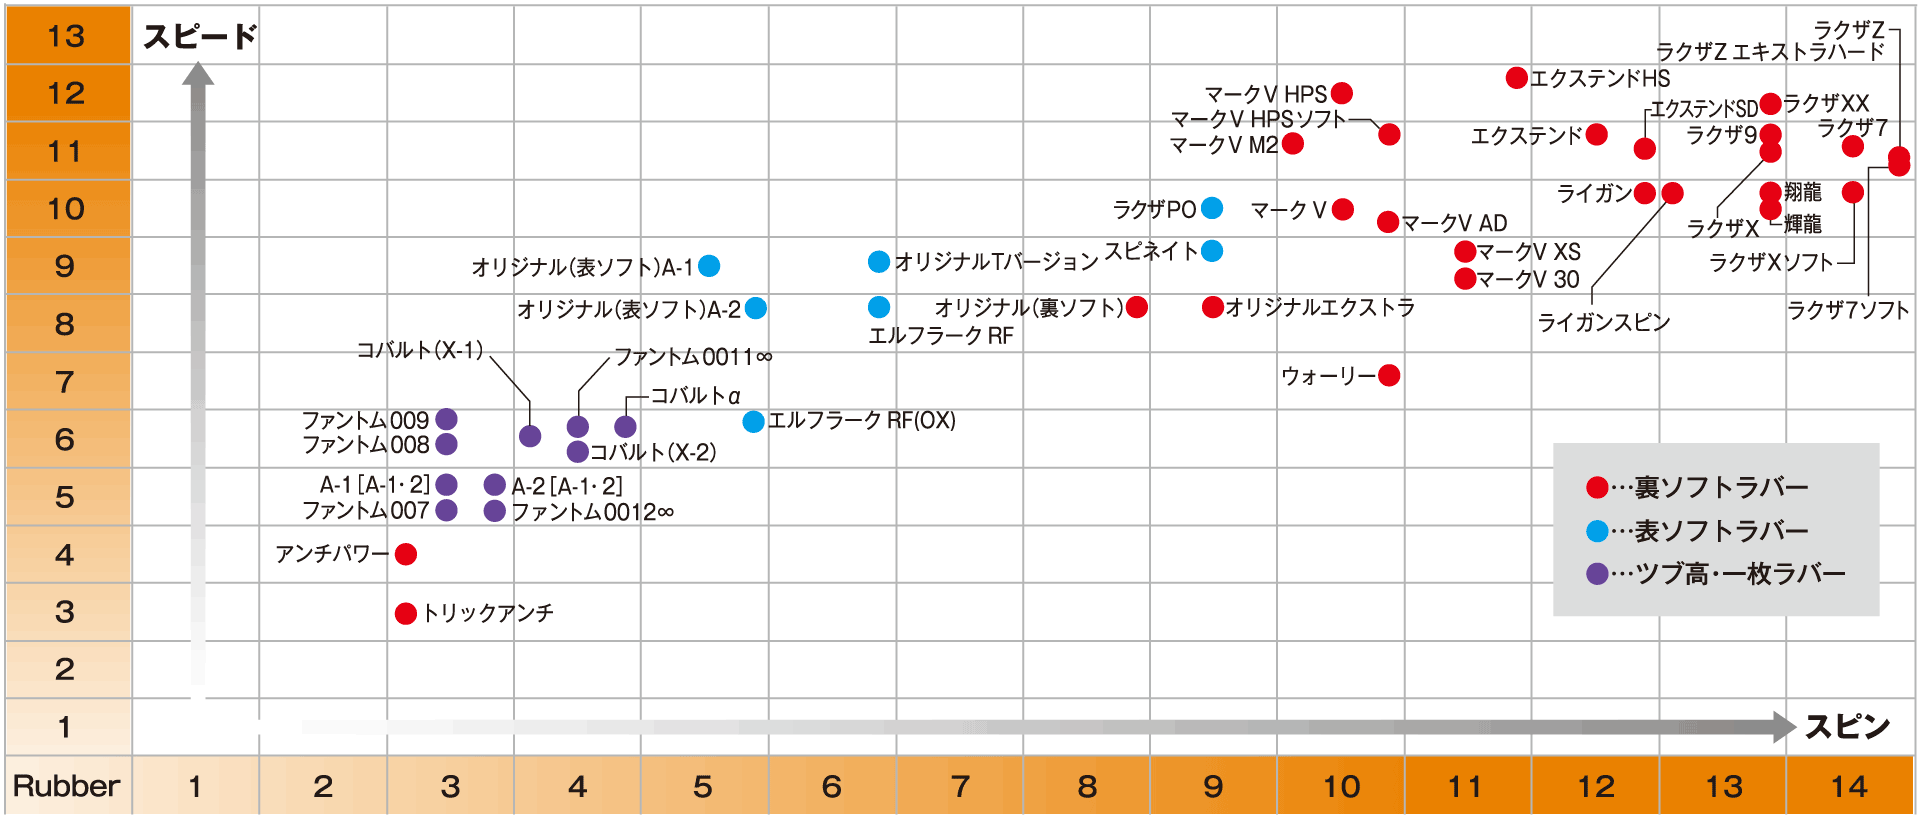 13
スピード
ラクザZ
ラクザZ エキストラハード
12
エクステンドHS
マークV HPS
エクステンドSD
ラクザXX
マークV HPSソフト
11
マークV M2
エクステンド
ラクザ9
ラクザ7
10
ラクザPO
マークV
マークV AD
ライガン
翔龍
輝龍
ラクザX
9
オリジナル(表ソフト)A-1
オリジナルTバージョン
スピネイト
マークV XS
マークV 30
ラクザXソフト
8
オリジナル(表ソフト)A-2
エルフラークRF
オリジナル(裏ソフト)
オリジナルエクストラ
ライガンスピン
ラクザ7ソフト
7
コバルト(X-1)
ファントム0011∞
コバルトα
ウォーリー
6
ファントム009
ファントム008
コバルト(X-2)
エルフラークRF(OX)
5
A-1[A-1・2]
A-2[A-1・2]
ファントム007
ファントム0012∞
4
アンチパワー
3
トリックアンチ
2
1
スピン
…裏ソフトラバー
…表ソフトラバー
…ツブ高・一枚ラバー
Rubber 1 2 3 4 5 6 7 8 9 10 11 12 13 14